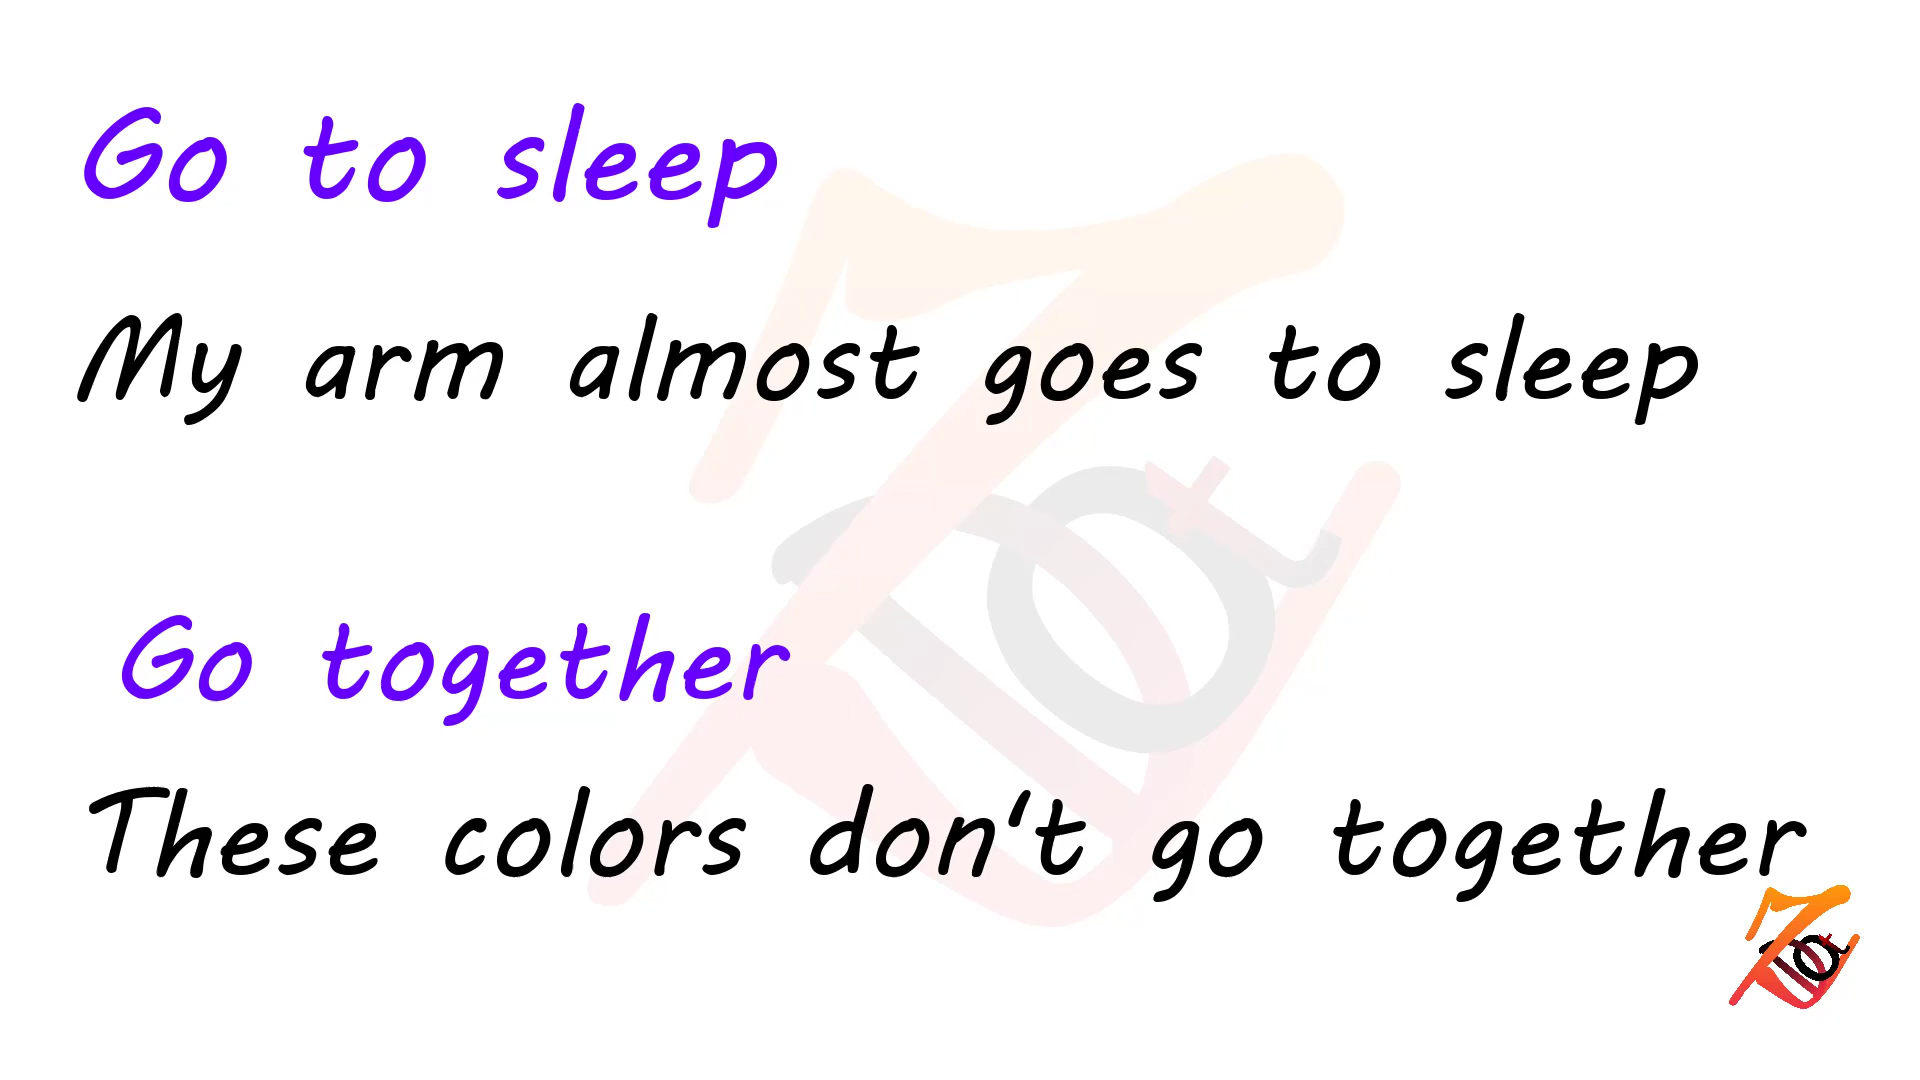 Go to sleep
My arm almost goes to sleep
Go together
These colors don't go together